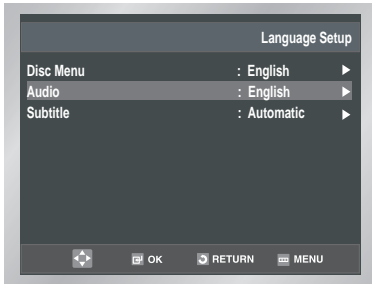 Language Setup
Disc Menu : English ▶
Audio : English ▶
Subtitle : Automatic ▶
OK RETURN MENU